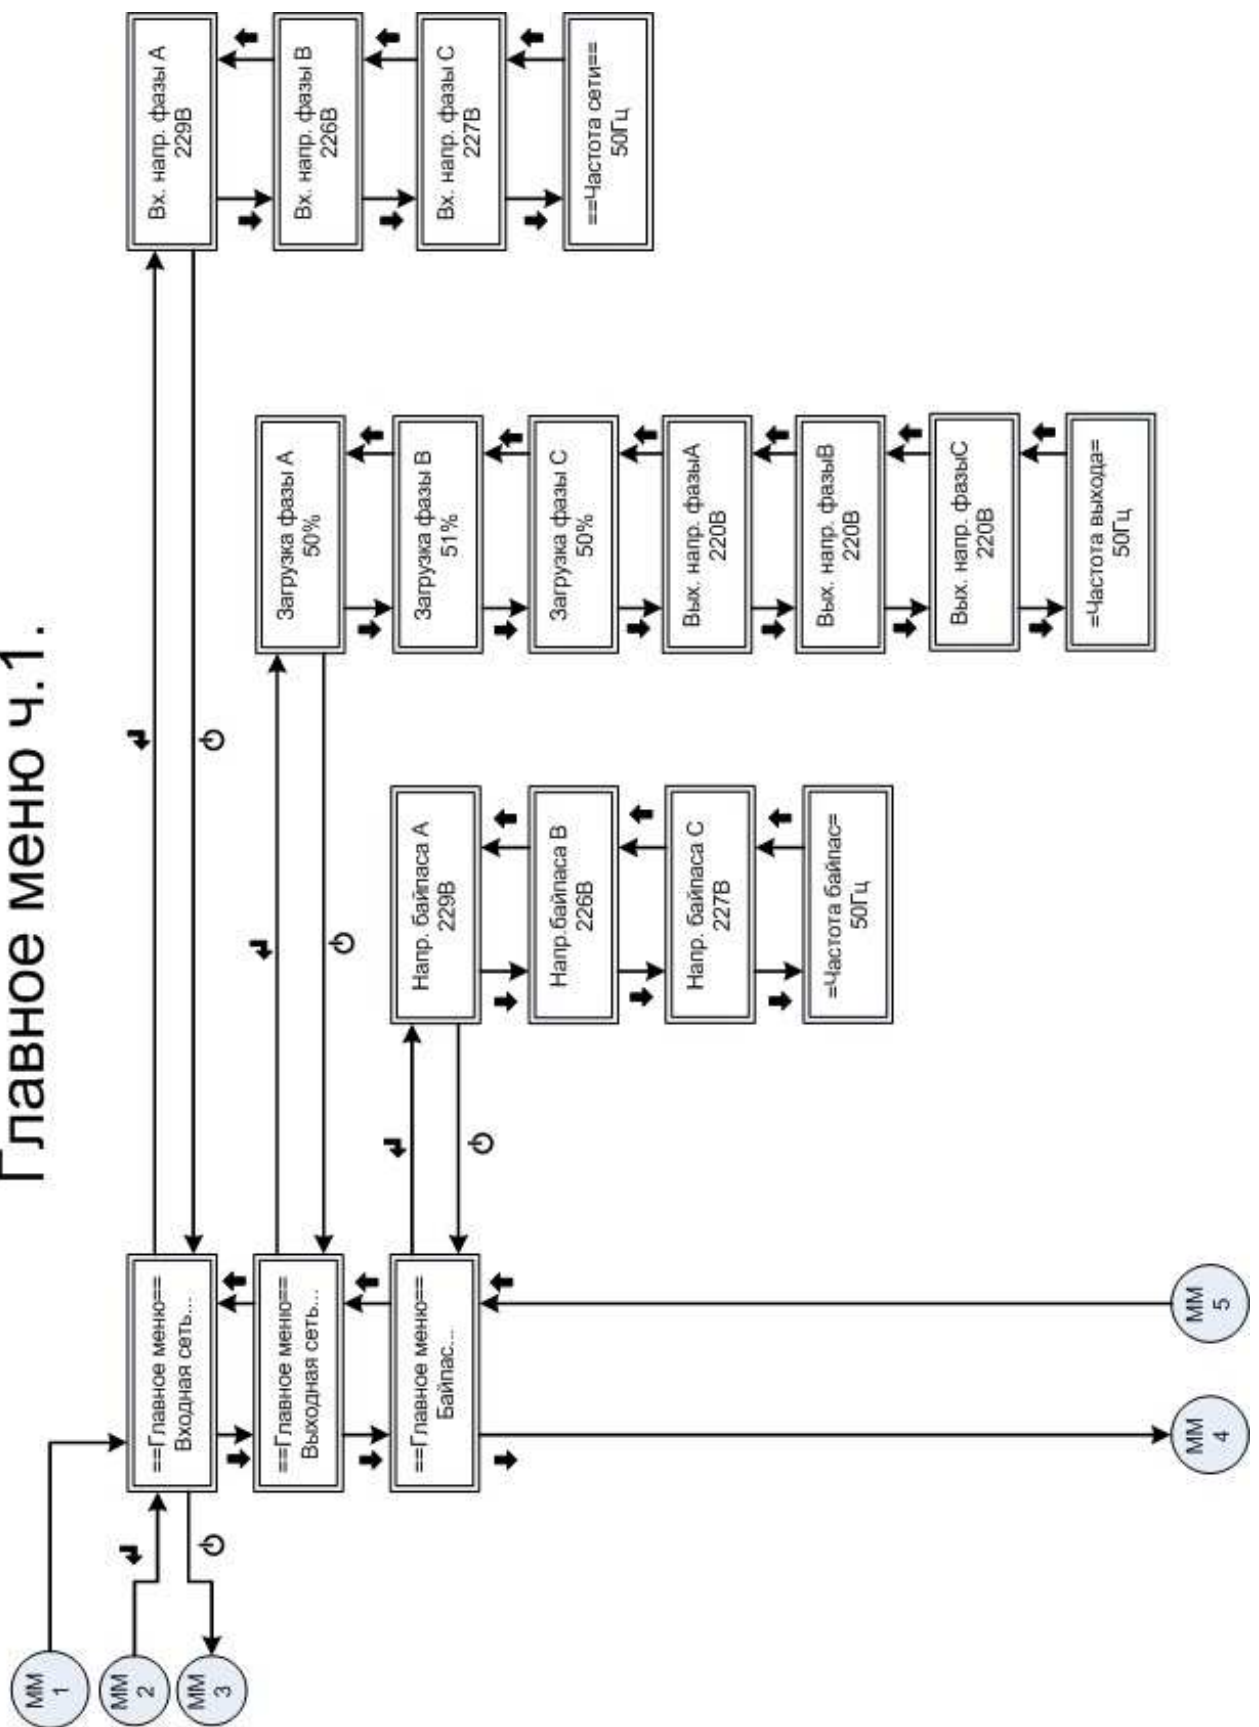 Главное меню ч.1.
ММ
1
ММ
2
ММ
3
==Главное меню==
Входная сеть...
==Главное меню==
Выходная сеть...
==Главное меню==
Байпас...
ММ
4
ММ
5
Напр. байпаса А
229В
Напр.байпаса В
226В
Напр. байпаса С
227В
=Частота байпас=
50Гц
Загрузка фазы А
50%
Загрузка фазы В
51%
Загрузка фазы С
50%
Вых. напр. фазыА
220В
Вых. напр. фазыВ
220В
Вых. напр. фазыС
220В
=Частота выхода=
50Гц
Вх. напр. фазы А
229В
Вх. напр. фазы В
226В
Вх. напр. фазы С
227В
==Частота сети==
50Гц